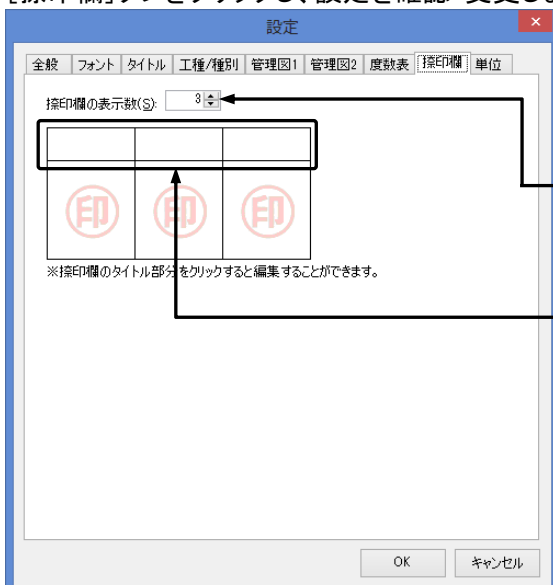 設定
全般 フォント タイトル 工種/種別 管理図1 管理図2 度数表 捺印欄 単位
捺印欄の表示数(S): 3
印 印 印
※捺印欄のタイトル部分をクリックすると編集することができます。
OK キャンセル